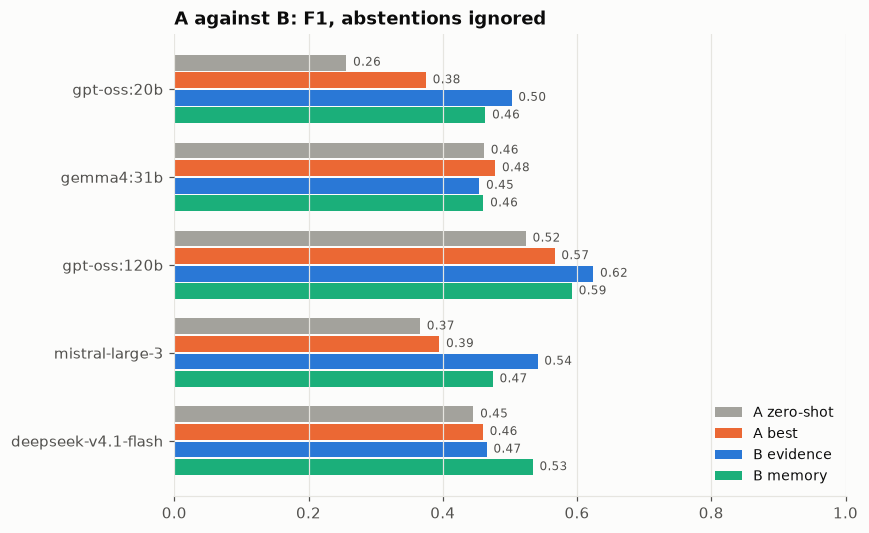 A against B: F1, abstentions ignored
gpt-oss:20b
0.26
0.38
0.50
0.46
gemma4:31b
0.46
0.48
0.45
0.46
gpt-oss:120b
0.52
0.57
0.62
0.59
mistral-large-3
0.37
0.39
0.54
0.47
deepseek-v4.1-flash
0.45
0.46
0.47
0.53
A zero-shot
A best
B evidence
B memory
0.0 0.2 0.4 0.6 0.8 1.0